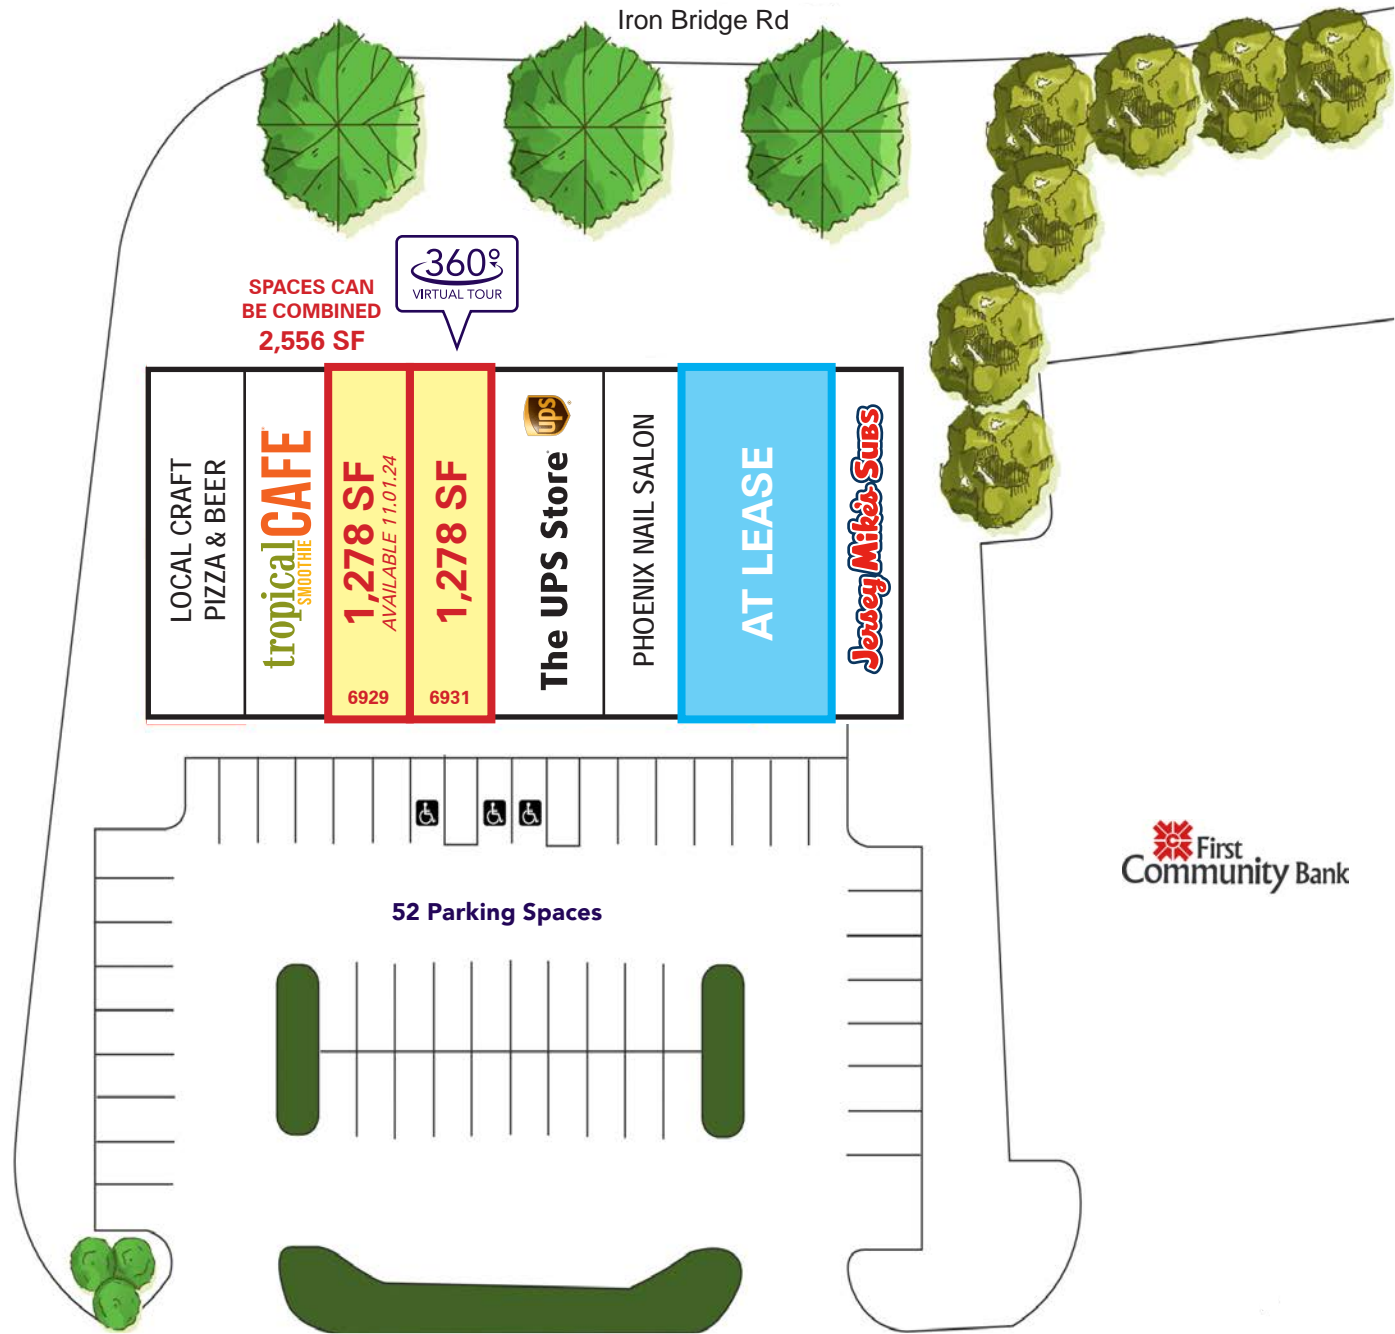 Iron Bridge Rd
360°
VIRTUAL TOUR
SPACES CAN
BE COMBINED
2,556 SF
LOCAL CRAFT
PIZZA & BEER
tropical CAFE
SMOOTHIE
1,278 SF
AVAILABLE 11.01.24
6929
1,278 SF
6931
ups
The UPS Store
PHOENIX NAIL SALON
AT LEASE
Jersey Mike's Subs
First
Community Bank
52 Parking Spaces